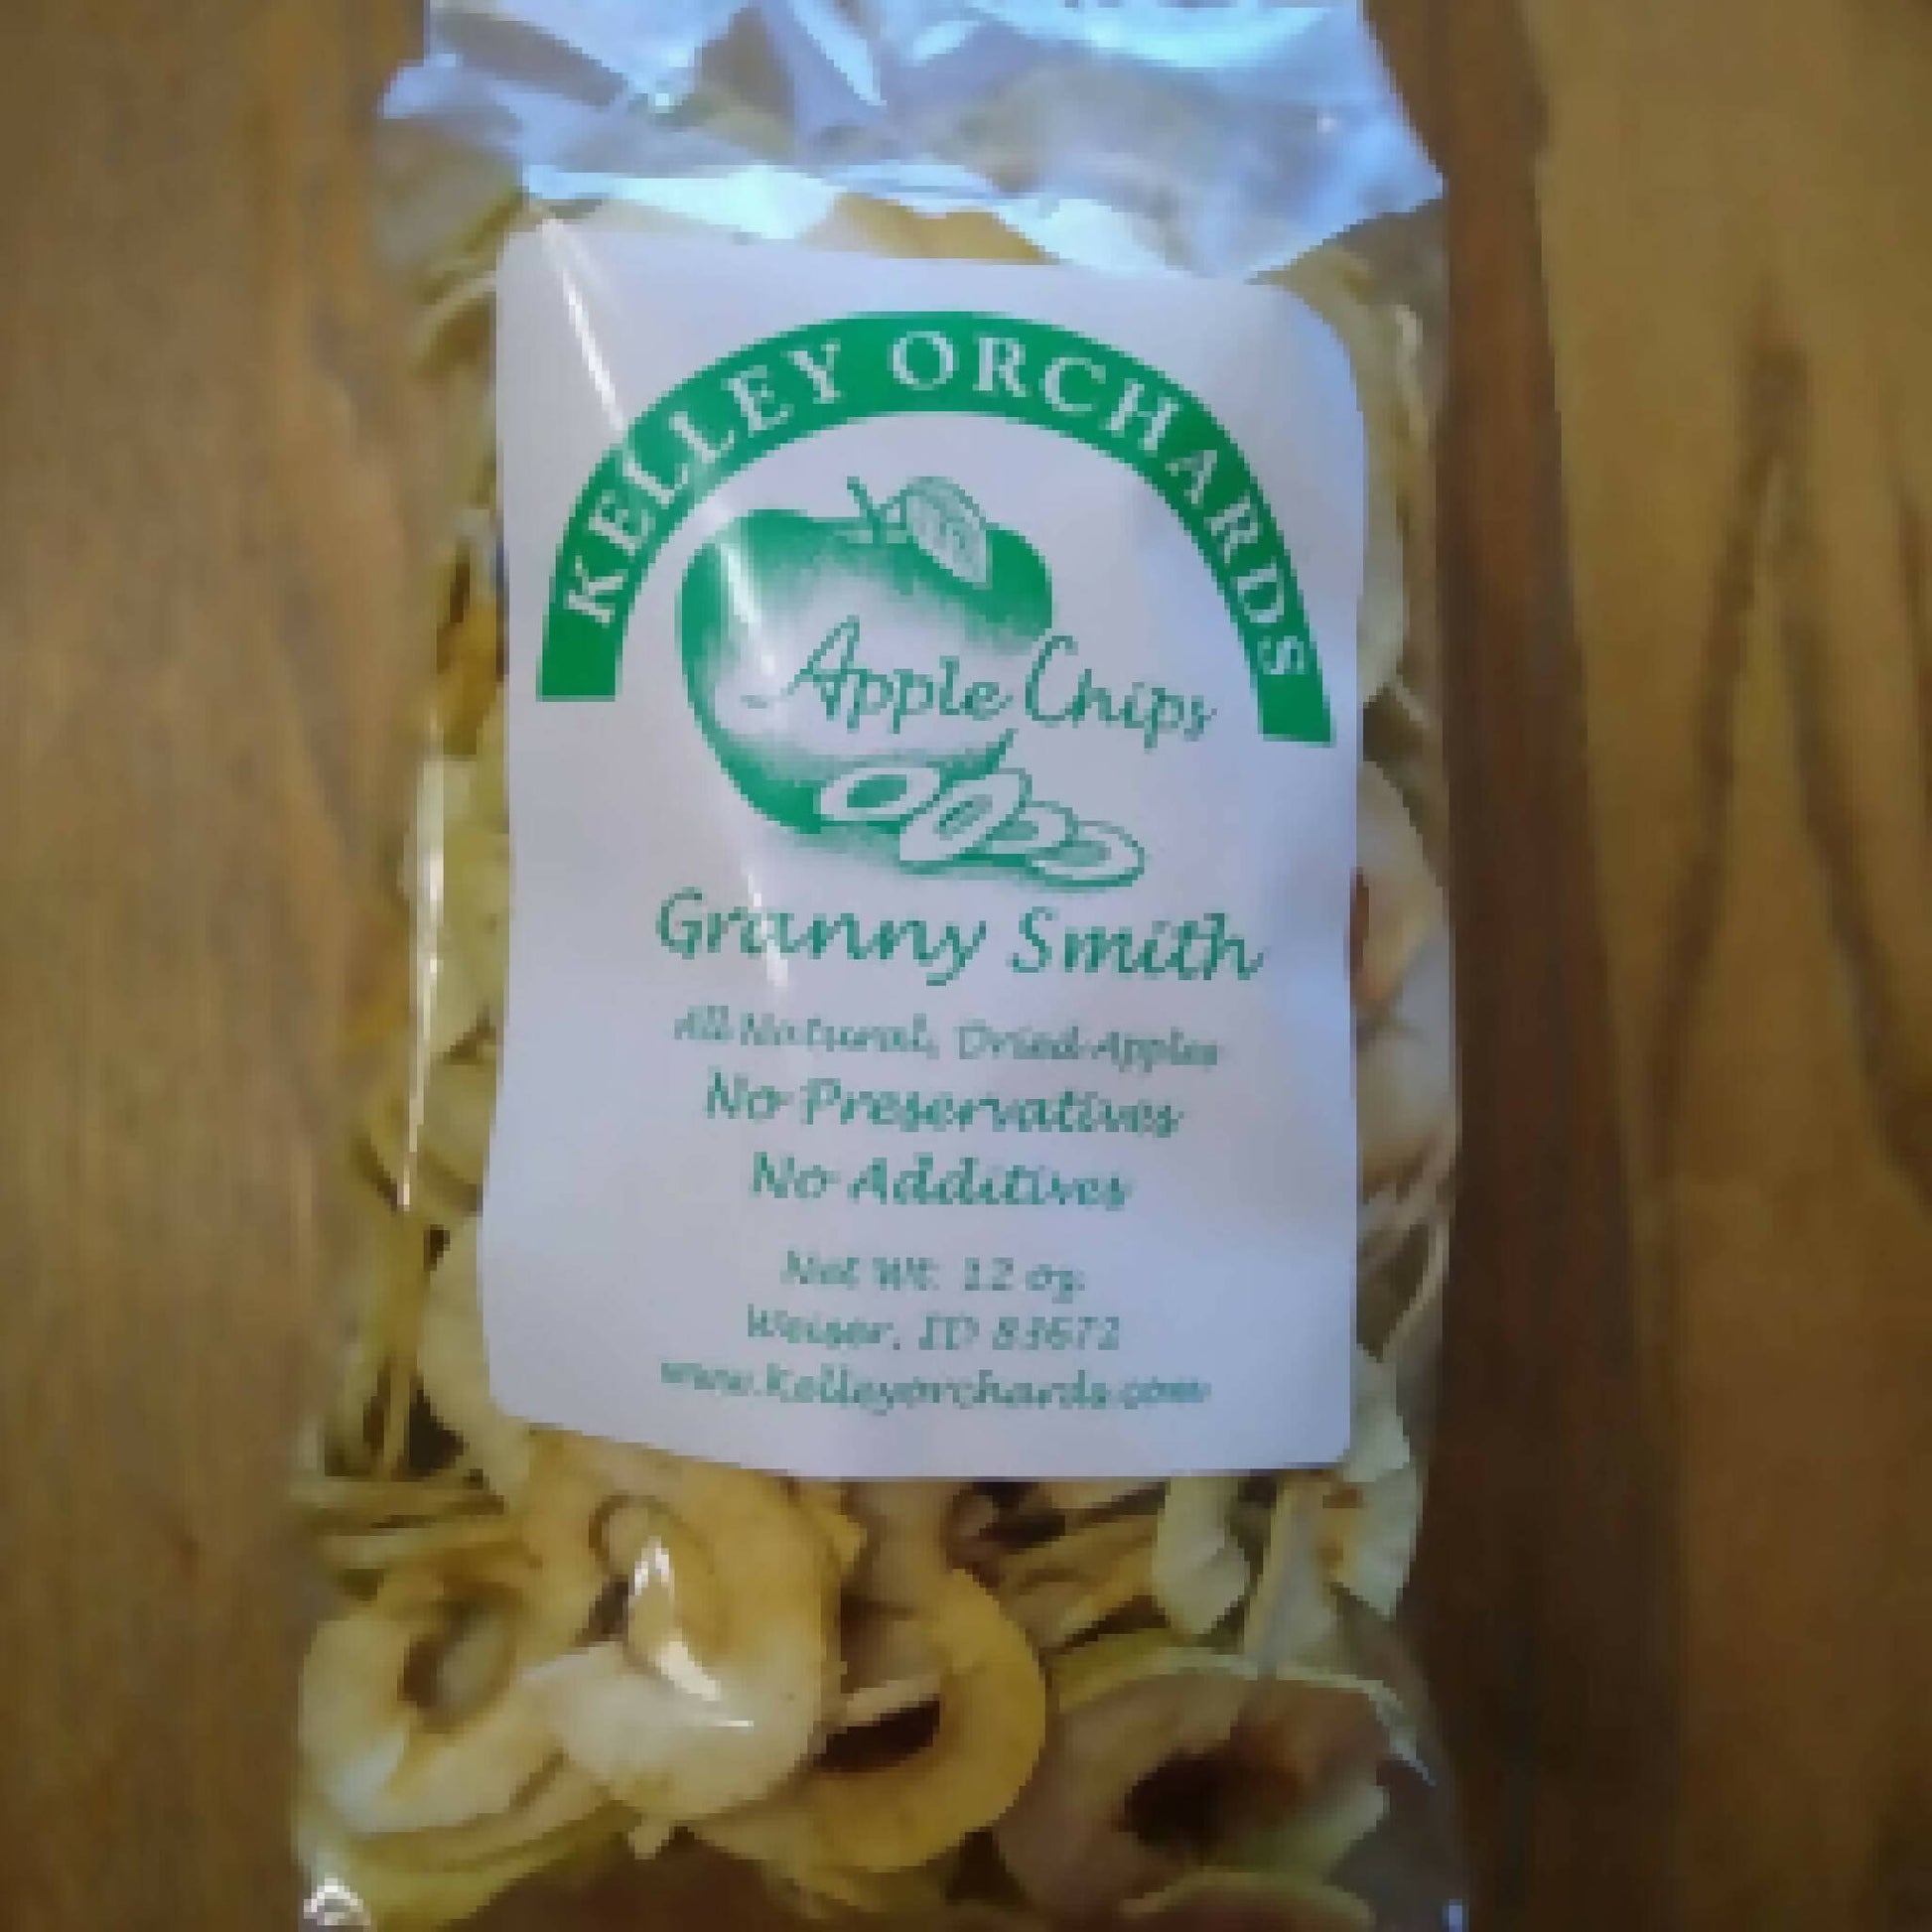 KELLEY ORCHARDS
Apple Chips
Granny Smith
All Natural, Dried Apples
No Preservatives
No Additives
Net Wt. 12 oz.
Weiser, ID 83672
www.Kelleyorchards.com